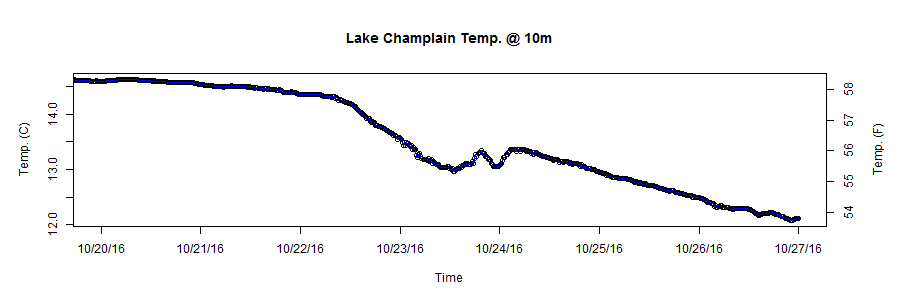 Lake Champlain Temp. @ 10m
Temp. (C)
14.0
13.0
12.0
58
57
56
55
54
Temp. (F)
10/20/16 10/21/16 10/22/16 10/23/16 10/24/16 10/25/16 10/26/16 10/27/16
Time